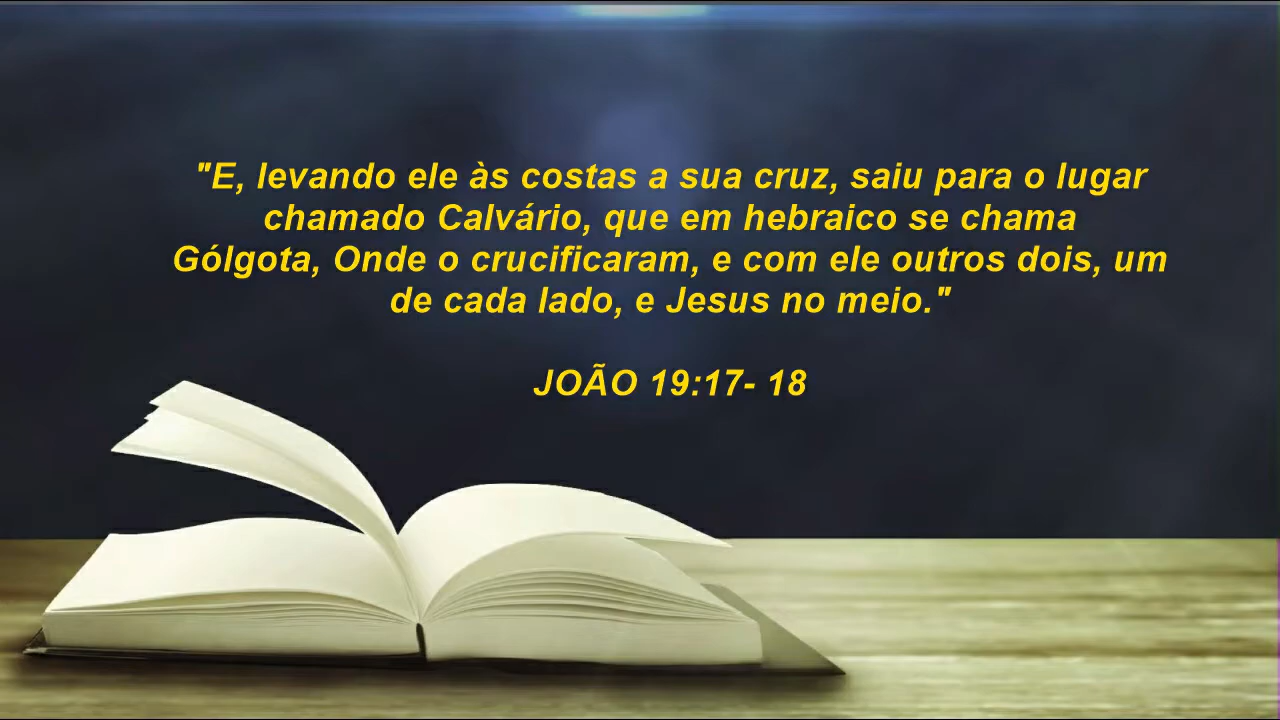 "E, levando ele às costas a sua cruz, saiu para o lugar
chamado Calvário, que em hebraico se chama
Gólgota, Onde o crucificaram, e com ele outros dois, um
de cada lado, e Jesus no meio."
JOÃO 19:17- 18